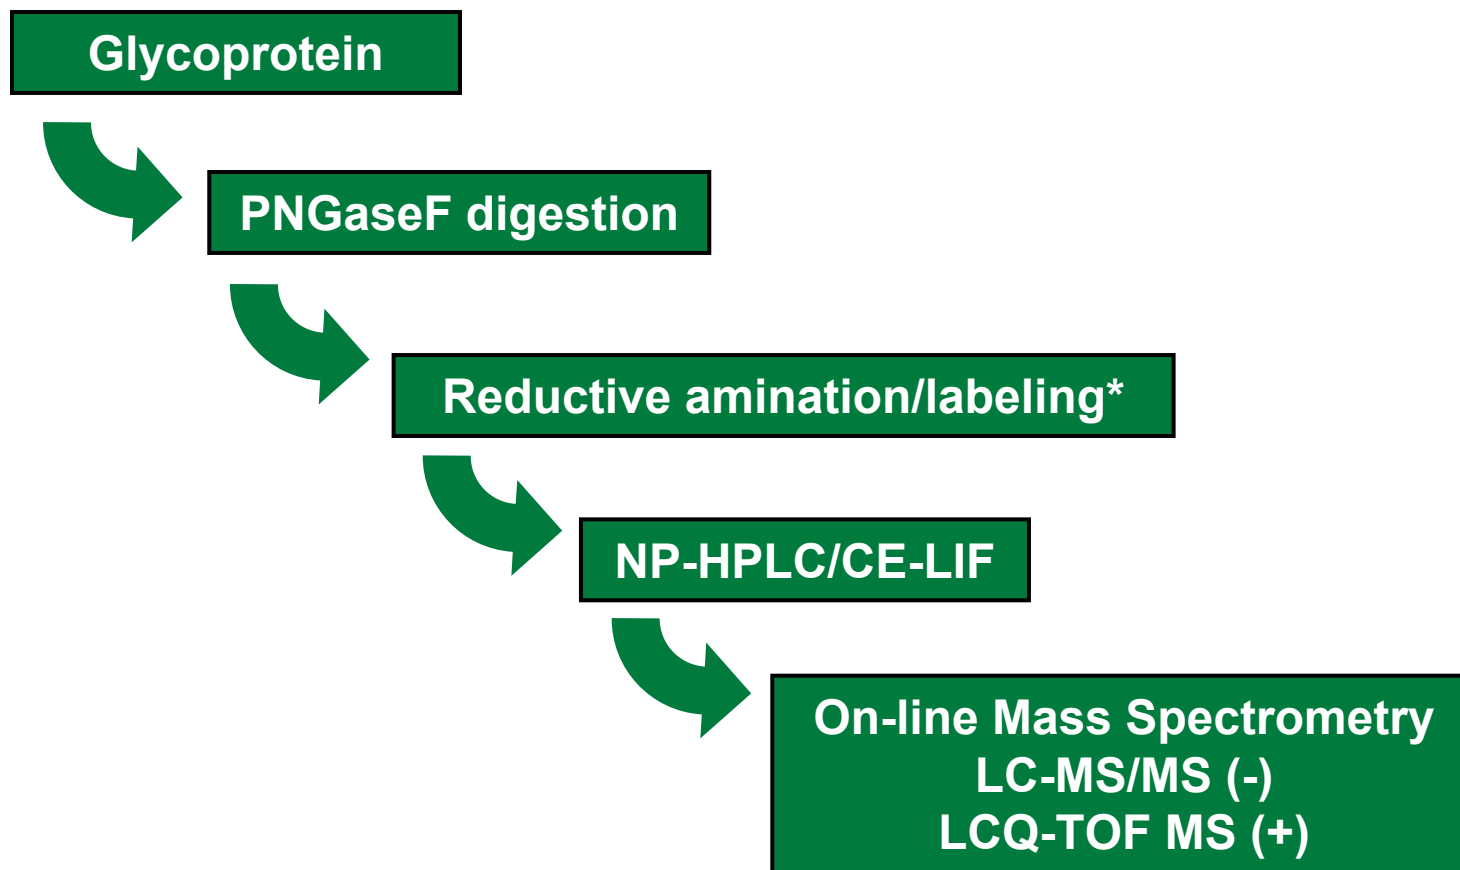 Glycoprotein
PNGaseF digestion
Reductive amination/labeling*
NP-HPLC/CE-LIF
On-line Mass Spectrometry
LC-MS/MS (-)
LCQ-TOF MS (+)